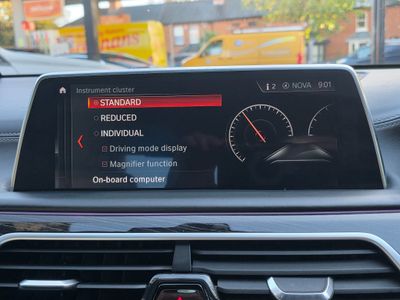 Instrument cluster
i 2 NOVA 9:01
STANDARD
REDUCED
INDIVIDUAL
Driving mode display
Magnifier function
On-board computer